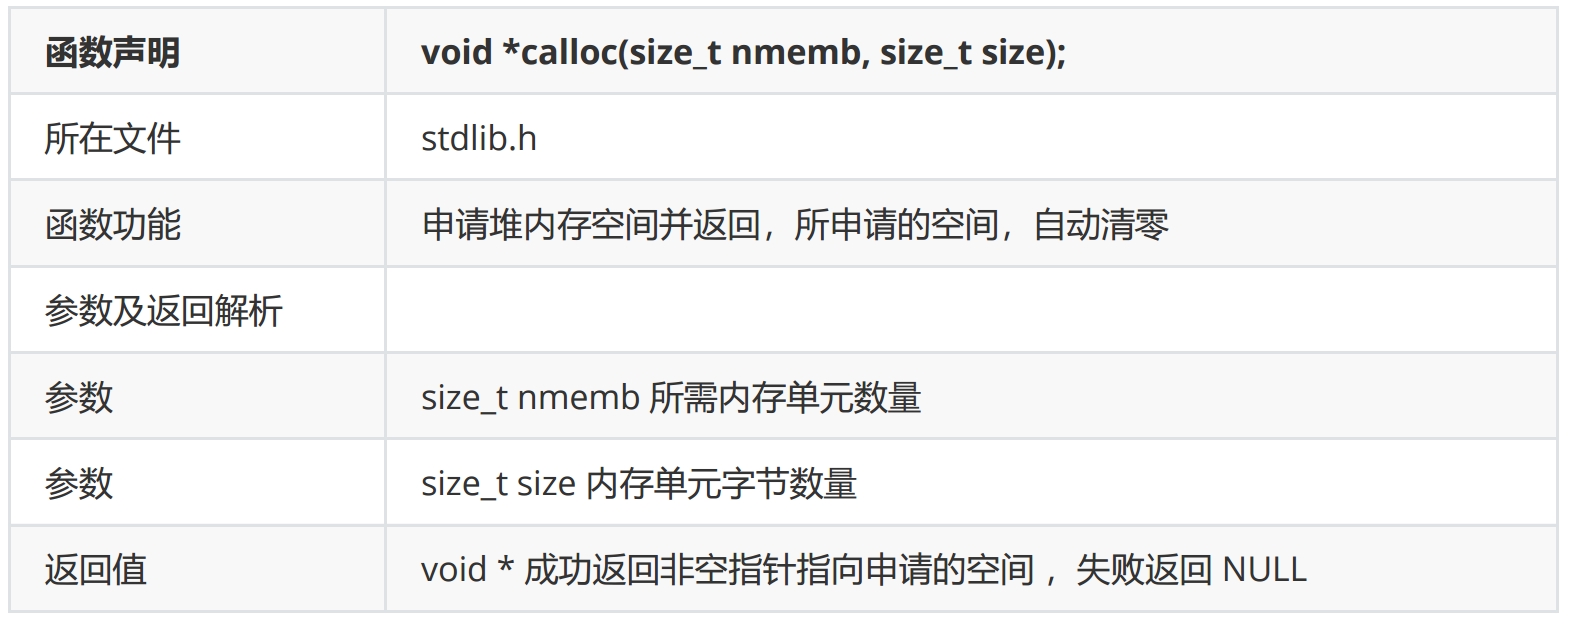 函数声明 void *calloc(size_t nmemb, size_t size);
所在文件 stdlib.h
函数功能 申请堆内存空间并返回，所申请的空间，自动清零
参数及返回解析
参数 size_t nmemb 所需内存单元数量
参数 size_t size 内存单元字节数量
返回值 void * 成功返回非空指针指向申请的空间 ，失败返回 NULL